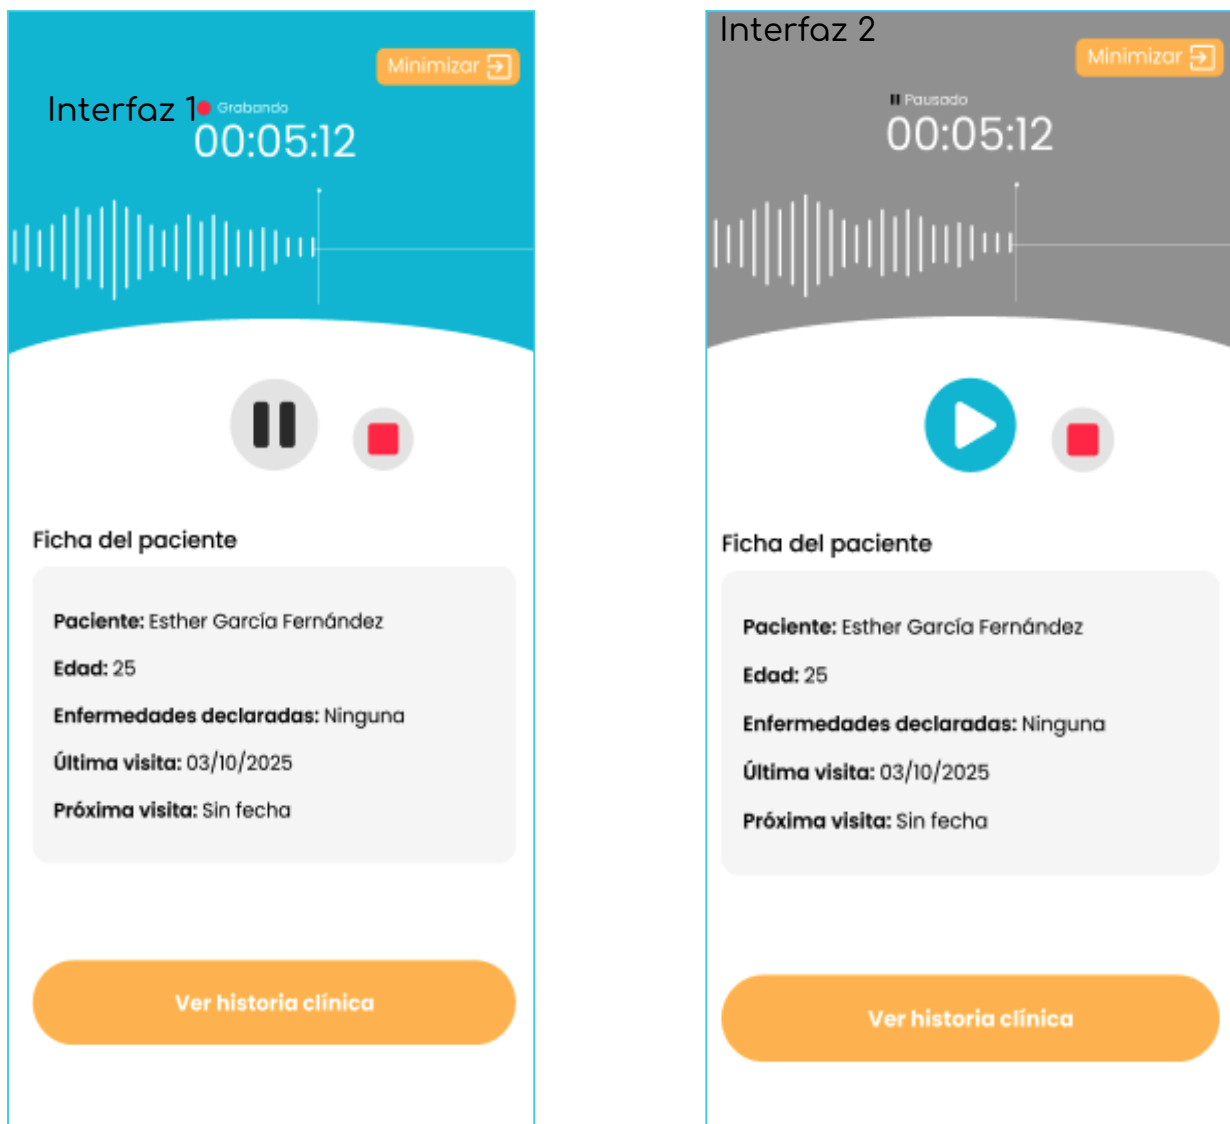 Minimizar
Interfaz 1
Grabando
00:05:12
Ficha del paciente
Paciente: Esther García Fernández
Edad: 25
Enfermedades declaradas: Ninguna
Última visita: 03/10/2025
Próxima visita: Sin fecha
Ver historia clínica
Interfaz 2
Minimizar
Pausado
00:05:12
Ficha del paciente
Paciente: Esther García Fernández
Edad: 25
Enfermedades declaradas: Ninguna
Última visita: 03/10/2025
Próxima visita: Sin fecha
Ver historia clínica